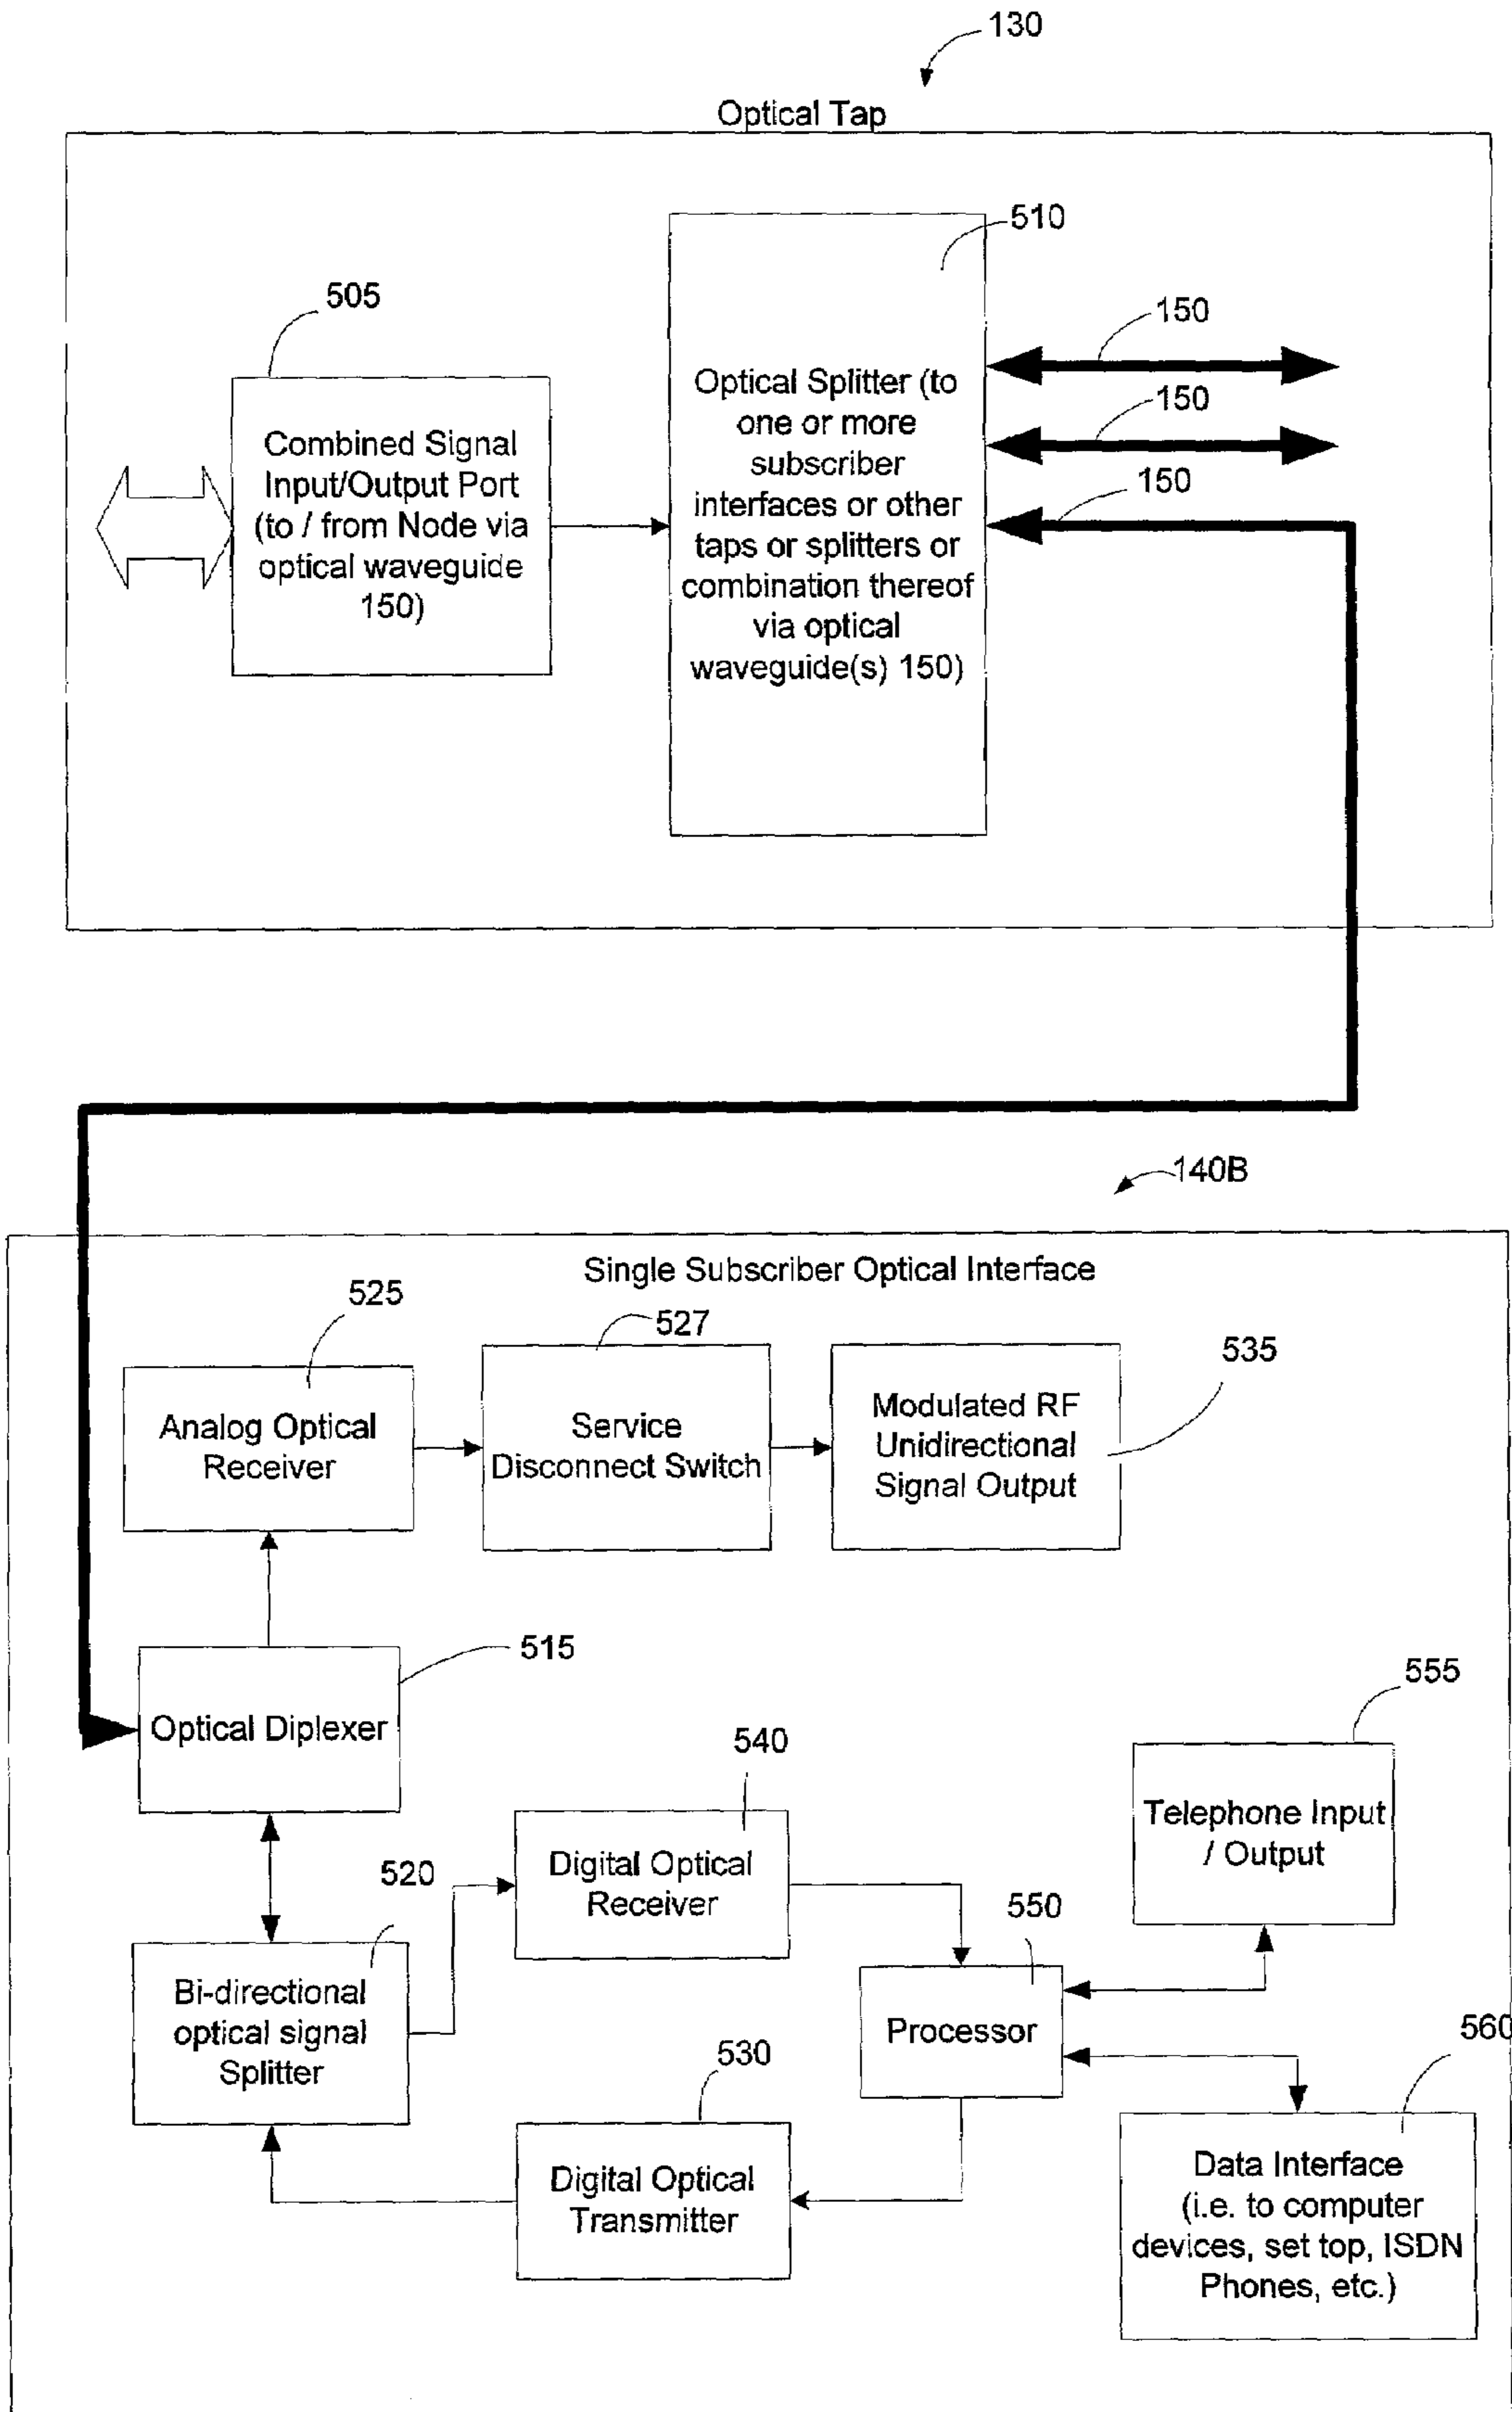 130
Optical Tap
510
505
150
Optical Splitter (to
one or more
subscriber
interfaces or other
taps or splitters or
combination thereof
via optical
waveguide(s) 150)
150
150
Combined Signal
Input/Output Port
(to / from Node via
optical waveguide
150)
140B
Single Subscriber Optical Interface
525
527
535
Analog Optical
Receiver
Service
Disconnect Switch
Modulated RF
Unidirectional
Signal Output
515
Optical Diplexer
555
540
Telephone Input
/ Output
520
Digital Optical
Receiver
550
Bi-directional
optical signal
Splitter
Processor
560
530
Digital Optical
Transmitter
Data Interface
(i.e. to computer
devices, set top, ISDN
Phones, etc.)